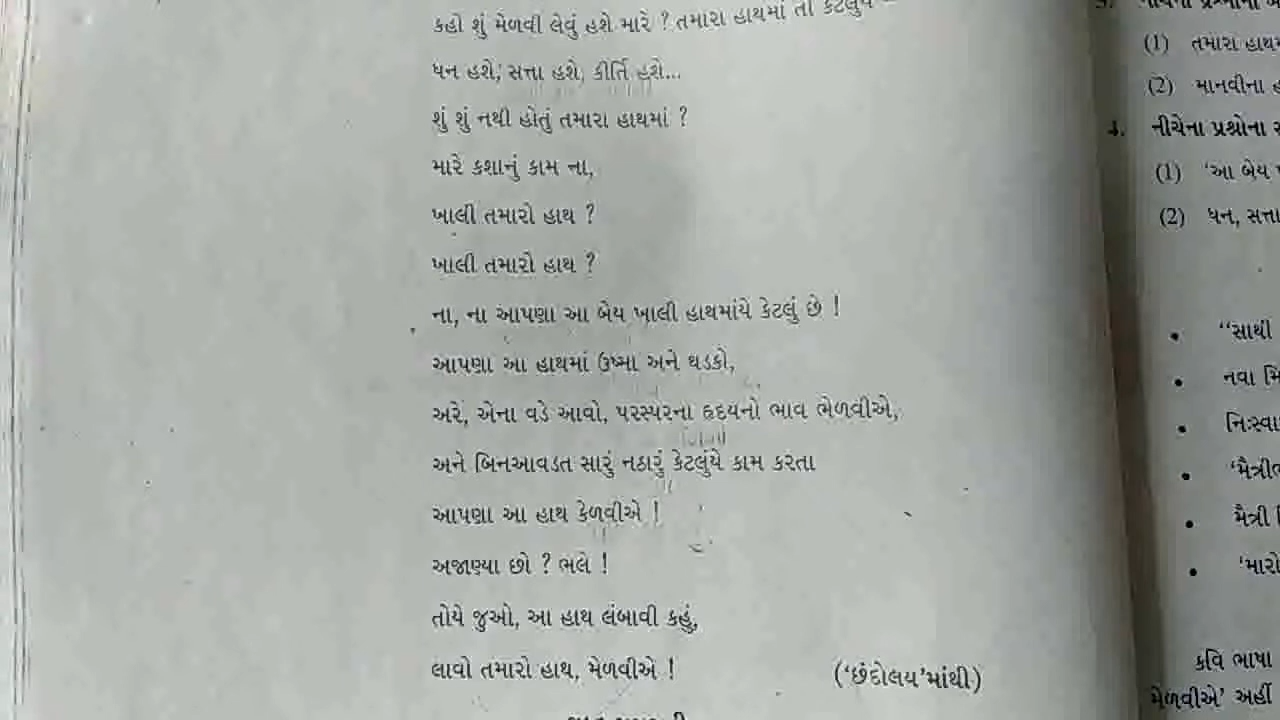 કહો શું મેળવી લેવું હશે મારે ? તમારા હાથમાં તો કેટલુંય
ધન હશે, સત્તા હશે, કીર્તિ હશે...
શું શું નથી હોતું તમારા હાથમાં ?
મારે કશાનું કામ ના,
ખાલી તમારો હાથ ?
ખાલી તમારો હાથ ?
ના, ના આપણા આ બેય ખાલી હાથમાંયે કેટલું છે !
આપણા આ હાથમાં ઉષ્મા અને થડકો,
અરે, એના વડે આવો, પરસ્પરના હૃદયનો ભાવ ભેળવીએ,
અને બિનઆવડત સારું નઠારું કેટલુંયે કામ કરતા
આપણા આ હાથ કેળવીએ !
અજાણ્યા છો ? ભલે !
તોયે જુઓ, આ હાથ લંબાવી કહું,
લાવો તમારો હાથ, મેળવીએ !
('છંદોલય'માંથી)
(1) તમારા
(2) માનવીના
4. નીચેના પ્રશ્નોના
(1) 'આ બેય
(2) ધન, સત્તા
• "સાથી
• નવા
•
•
• મૈત્રી
• 'મારો
કવિ ભાષા
મેળવીએ' અહીં